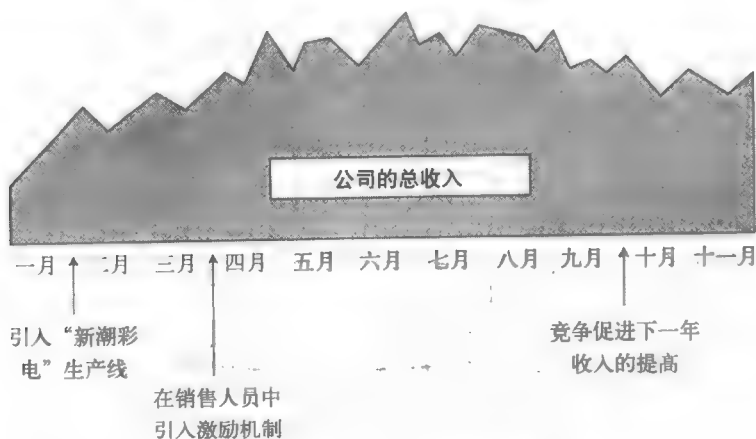 公司的总收入
一月 二月 三月 四月 五月 六月 七月 八月 九月 十月 十一月
引入“新潮彩
电”生产线
在销售人员中
引入激励机制
竞争促进下一年
收入的提高